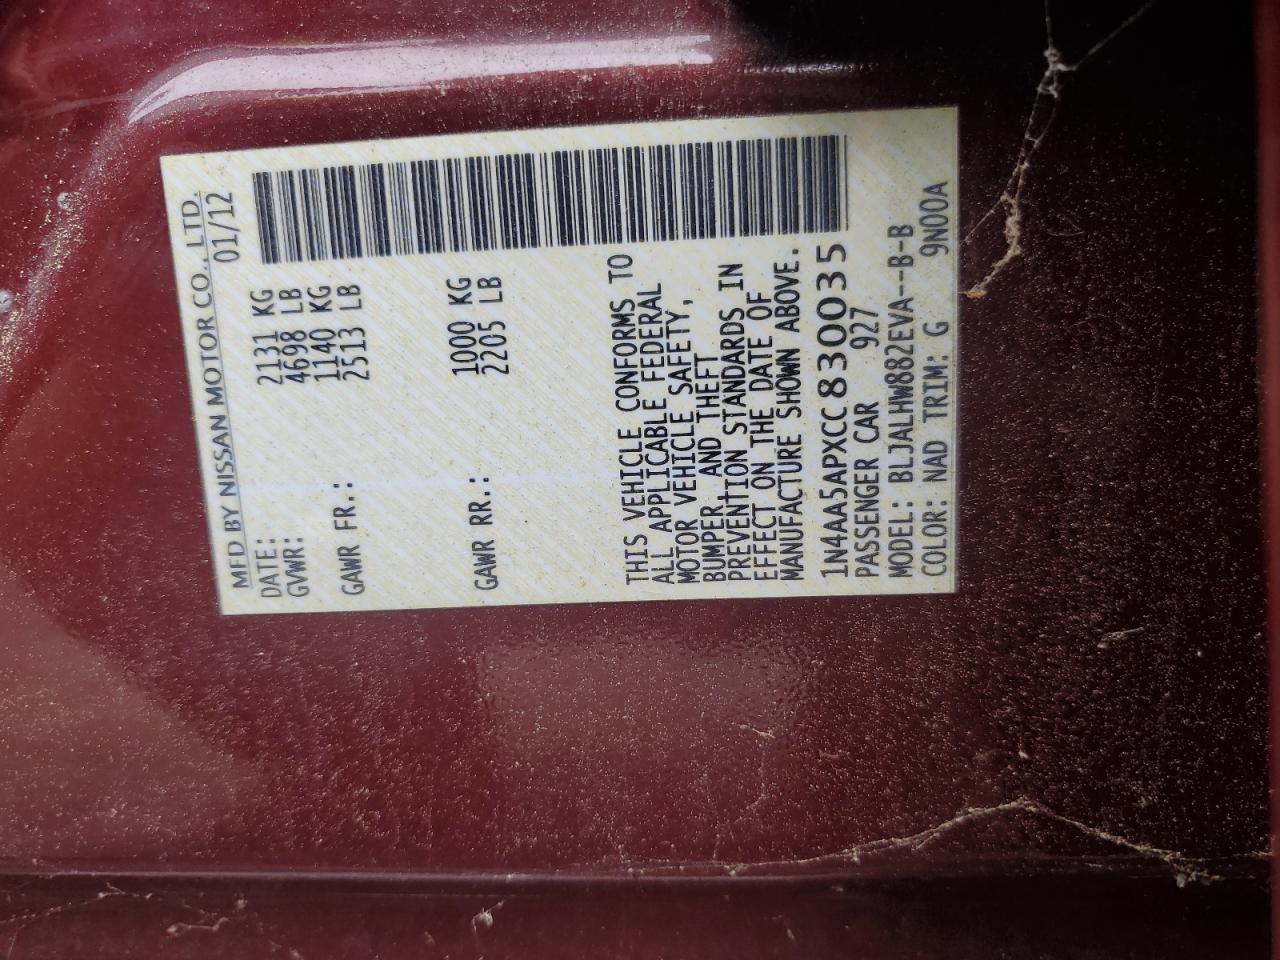 MFD BY NISSAN MOTOR CO., LTD.
DATE: 01/12
GVWR: 2131 KG
4698 LB
GAWR FR.: 1140 KG
2513 LB
GAWR RR.: 1000 KG
2205 LB
THIS VEHICLE CONFORMS TO
ALL APPLICABLE FEDERAL
MOTOR VEHICLE SAFETY,
BUMPER, AND THEFT
PREVENTION STANDARDS IN
EFFECT ON THE DATE OF
MANUFACTURE SHOWN ABOVE.
1N4AA5APXCC830035
PASSENGER CAR 927
MODEL: BLJALHW882EVA--B-B
COLOR: NAD TRIM: G 9N00A